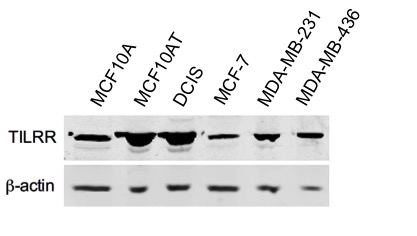 MCF10A
MCF10AT
DCIS
MCF-7
MDA-MB-231
MDA-MB-436
TILRR
β-actin